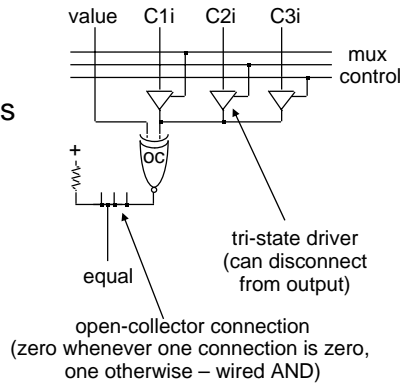 value C1i C2i C3i
mux
control
s
OC
+
equal
tri-state driver
(can disconnect
from output)
open-collector connection
(zero whenever one connection is zero,
one otherwise – wired AND)